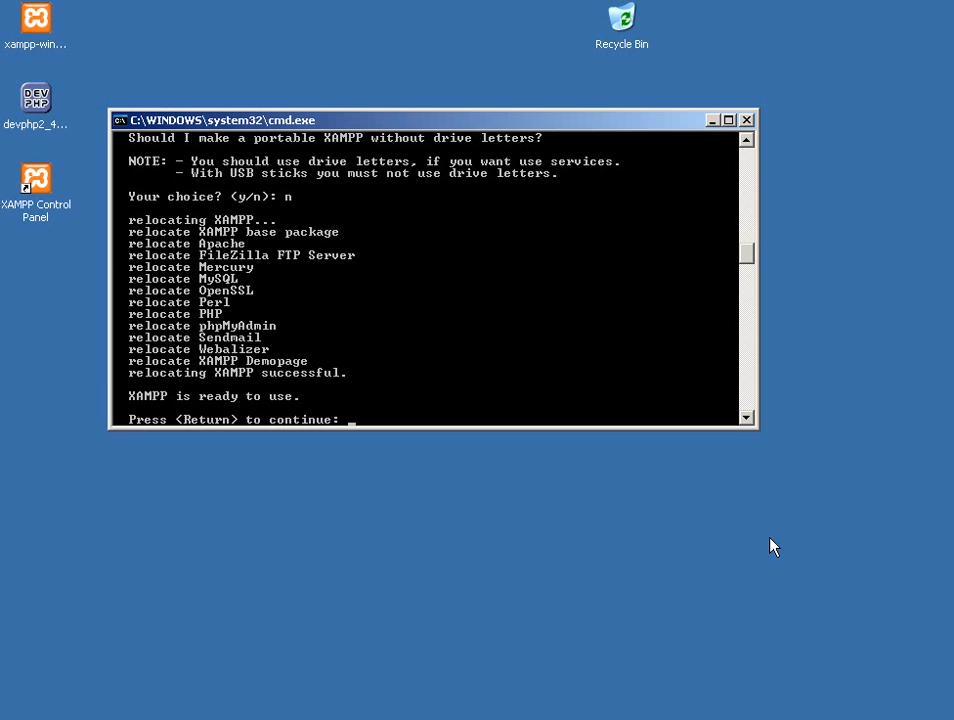 xampp-win...
Recycle Bin
DEV
PHP
devphp2_4...
XAMPP Control
Panel
C:\WINDOWS\system32\cmd.exe
Should I make a portable XAMPP without drive letters?
NOTE: - You should use drive letters, if you want use services.
- With USB sticks you must not use drive letters.
Your choice? (y/n): n
relocating XAMPP...
relocate XAMPP base package
relocate Apache
relocate FileZilla FTP Server
relocate Mercury
relocate MySQL
relocate OpenSSL
relocate Perl
relocate PHP
relocate phpMyAdmin
relocate Sendmail
relocate Webalizer
relocate XAMPP Demopage
relocating XAMPP successful.
XAMPP is ready to use.
Press <Return> to continue: _